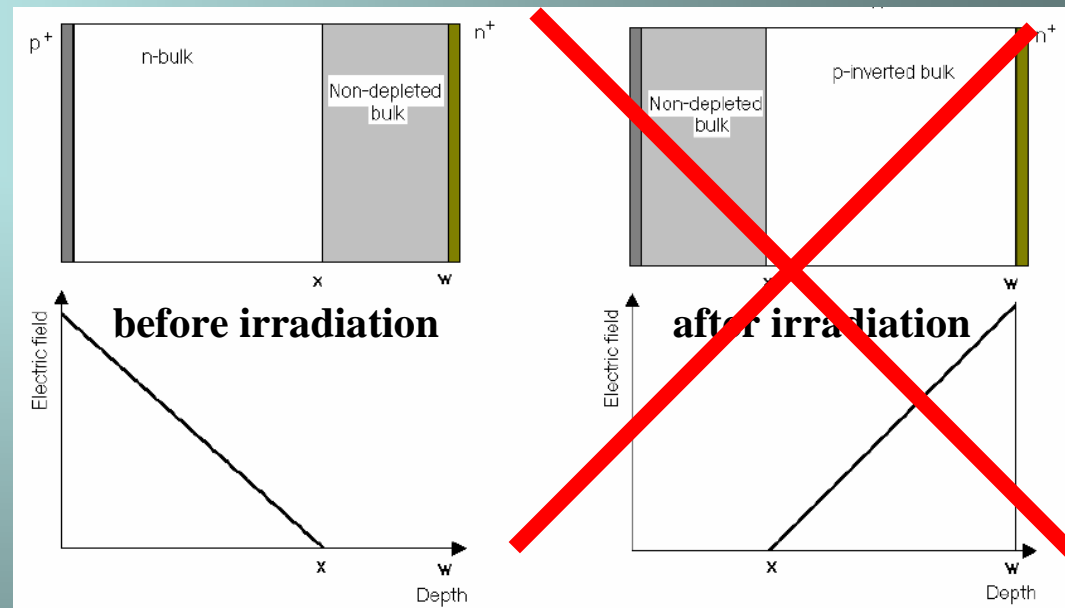 p+
n-bulk
Non-depleted
bulk
n+
x
w
before irradiation
Electric field
x
w
Depth
Non-depleted
bulk
p-inverted bulk
n+
x
w
after irradiation
Electric field
x
w
Depth